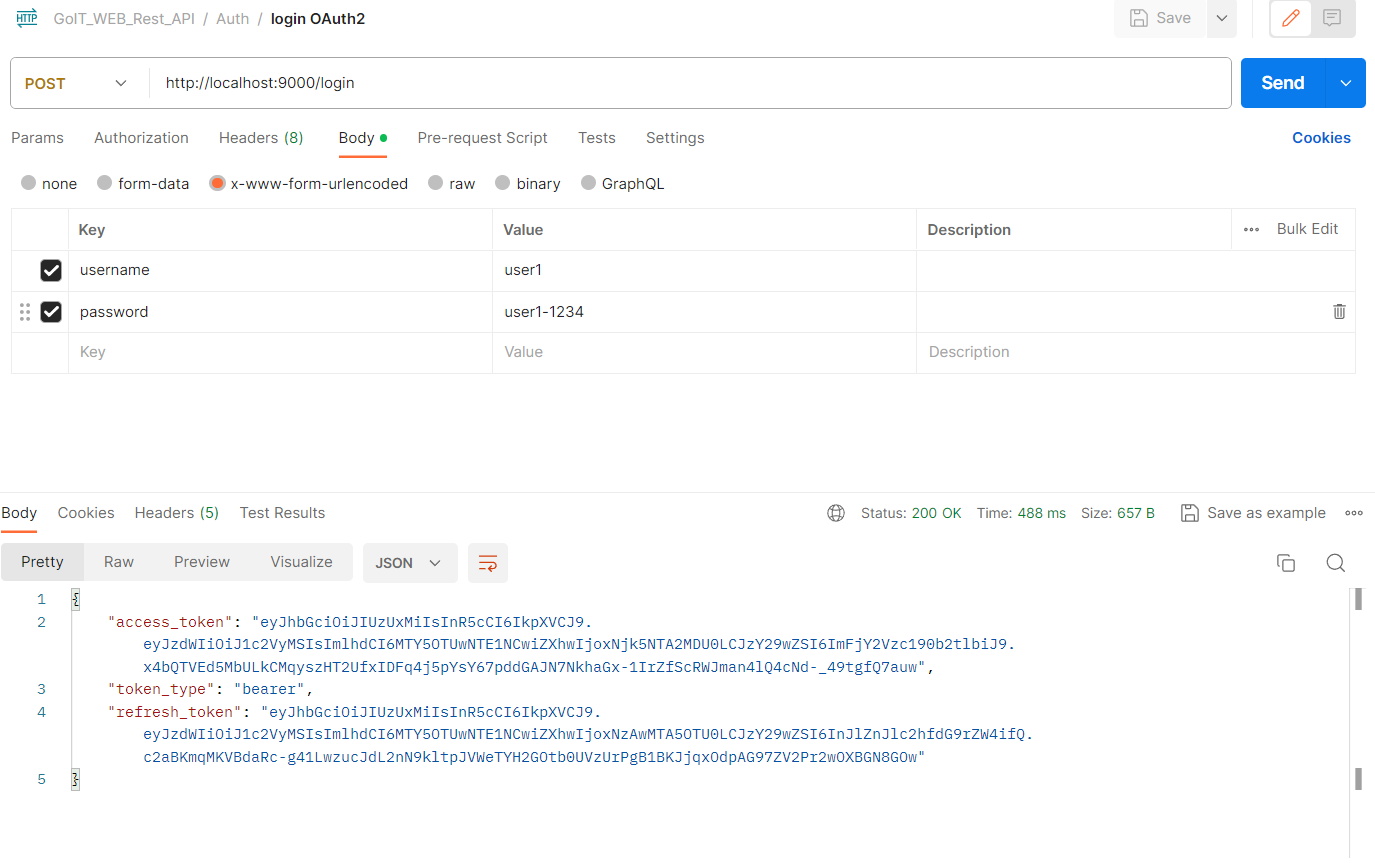 HTTP GoIT_WEB_Rest_API / Auth / login OAuth2 Save
POST http://localhost:9000/login Send
Params Authorization Headers (8) Body Pre-request Script Tests Settings Cookies
none form-data x-www-form-urlencoded raw binary GraphQL
Key Value Description Bulk Edit
username user1
password user1-1234
Key Value Description
Body Cookies Headers (5) Test Results Status: 200 OK Time: 488 ms Size: 657 B Save as example
Pretty Raw Preview Visualize JSON
1 {
2 "access_token": "eyJhbGciOiJIUzUxMiIsInR5cCI6IkpXVCJ9.
eyJzdWIiOiJ1c2VyMSIsImlhdCI6MTY5OTUwNTE1NCwiZXhwIjoxNjk5NTA2MDU0LCJzY29wZSI6ImFjY2Vzc190b2tlbiJ9.
x4bQTVEd5MbULkCMqyszHT2UfxIDFq4j5pYsY67pddGAJN7NkhaGx-1IrZfScRWJman4lQ4cNd-_49tgfQ7auw",
3 "token_type": "bearer",
4 "refresh_token": "eyJhbGciOiJIUzUxMiIsInR5cCI6IkpXVCJ9.
eyJzdWIiOiJ1c2VyMSIsImlhdCI6MTY5OTUwNTE1NCwiZXhwIjoxNzAwMTA5OTU0LCJzY29wZSI6InJlZnJlc2hfdG9rZW4ifQ.
c2aBKmqMKVBdaRc-g41LwzucJdL2nN9kltpJVWeTYH2GOtb0UVzUrPgB1BKJjqxOdpAG97ZV2Pr2wOXBGN8GOw"
5 }